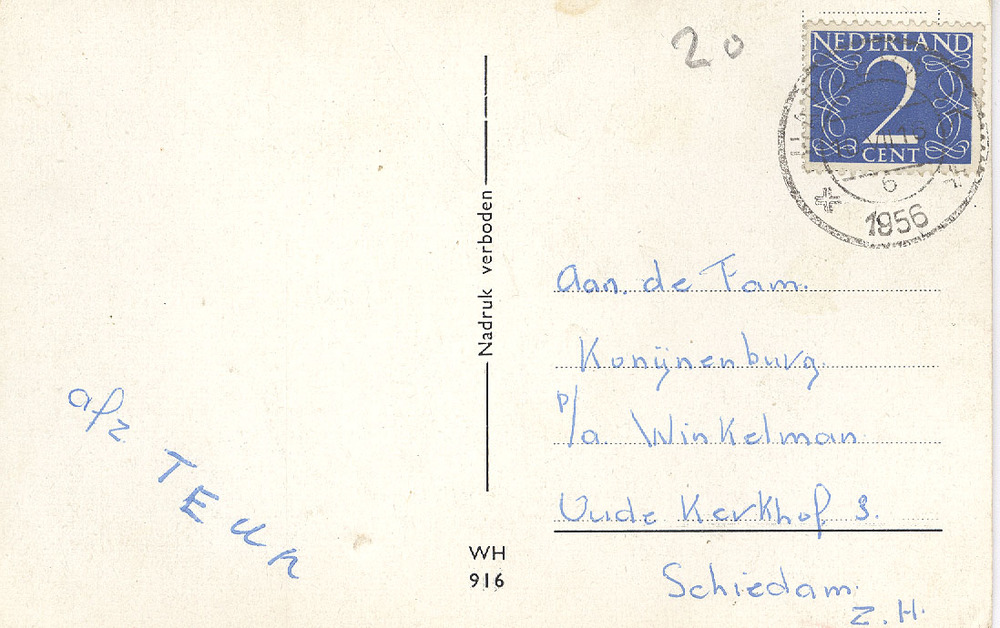 20
NEDERLAND
2
CENT
6
1956
Nadruk verboden
Aan. de Fam.
Konijnenburg
p/a. Winkelman
Oude Kerkhof 3.
Schiedam.
Z.H.
afz
TEUN
WH
916